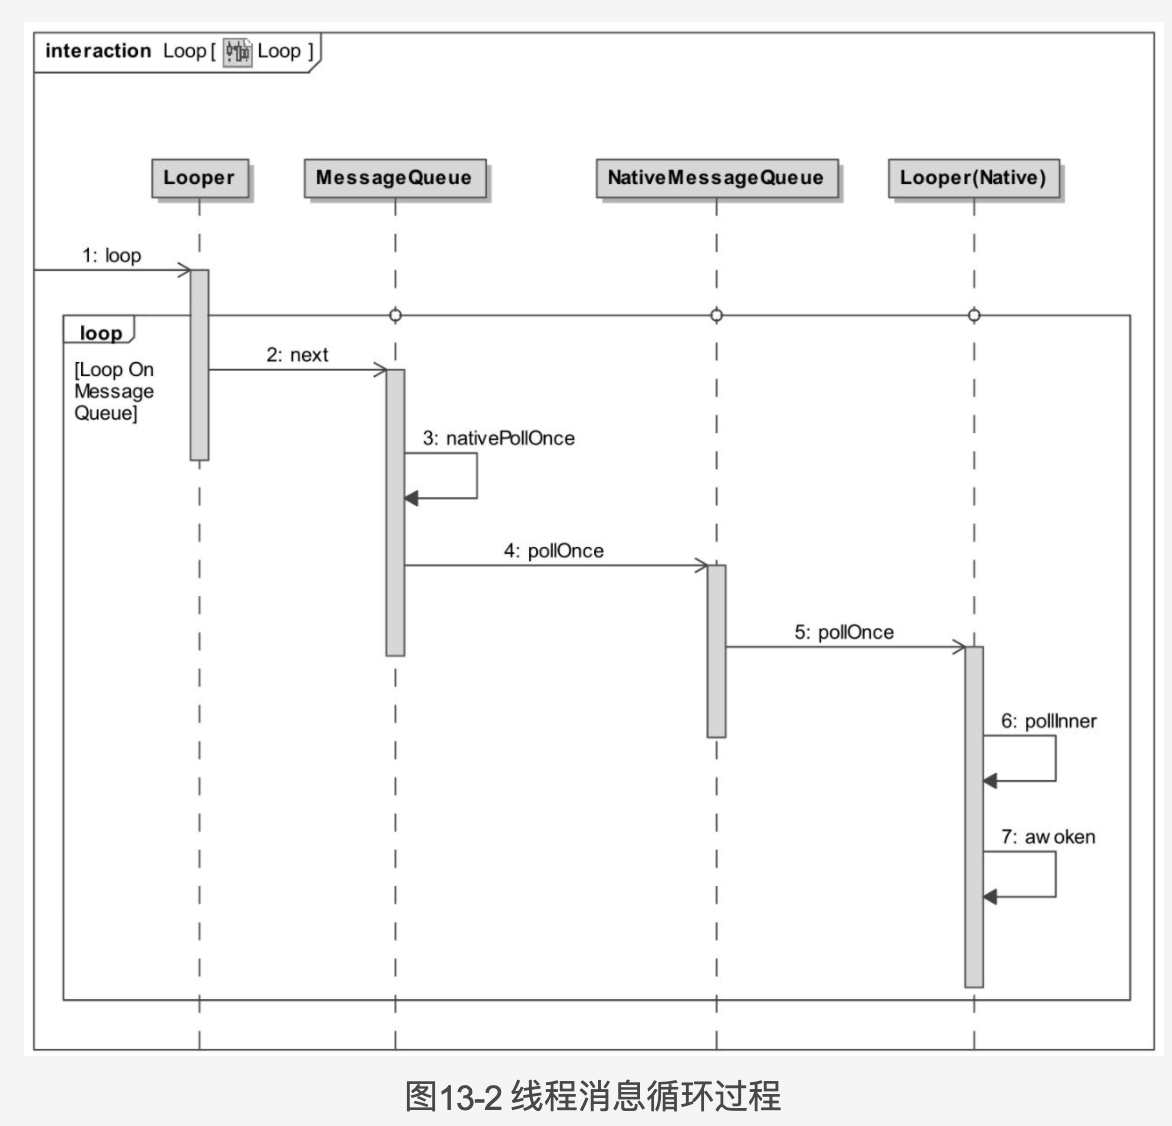 interaction Loop [ Loop ]
Looper
MessageQueue
NativeMessageQueue
Looper(Native)
1: loop
loop
[Loop On
Message
Queue]
2: next
3: nativePollOnce
4: pollOnce
5: pollOnce
6: pollInner
7: awoken
图13-2 线程消息循环过程